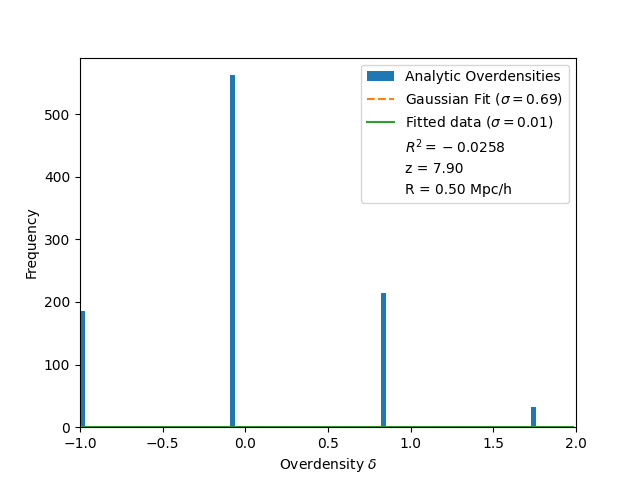 Analytic Overdensities
Gaussian Fit (σ = 0.69)
Fitted data (σ = 0.01)
R² = −0.0258
z = 7.90
R = 0.50 Mpc/h
Frequency
500
400
300
200
100
0
−1.0 −0.5 0.0 0.5 1.0 1.5 2.0
Overdensity δ